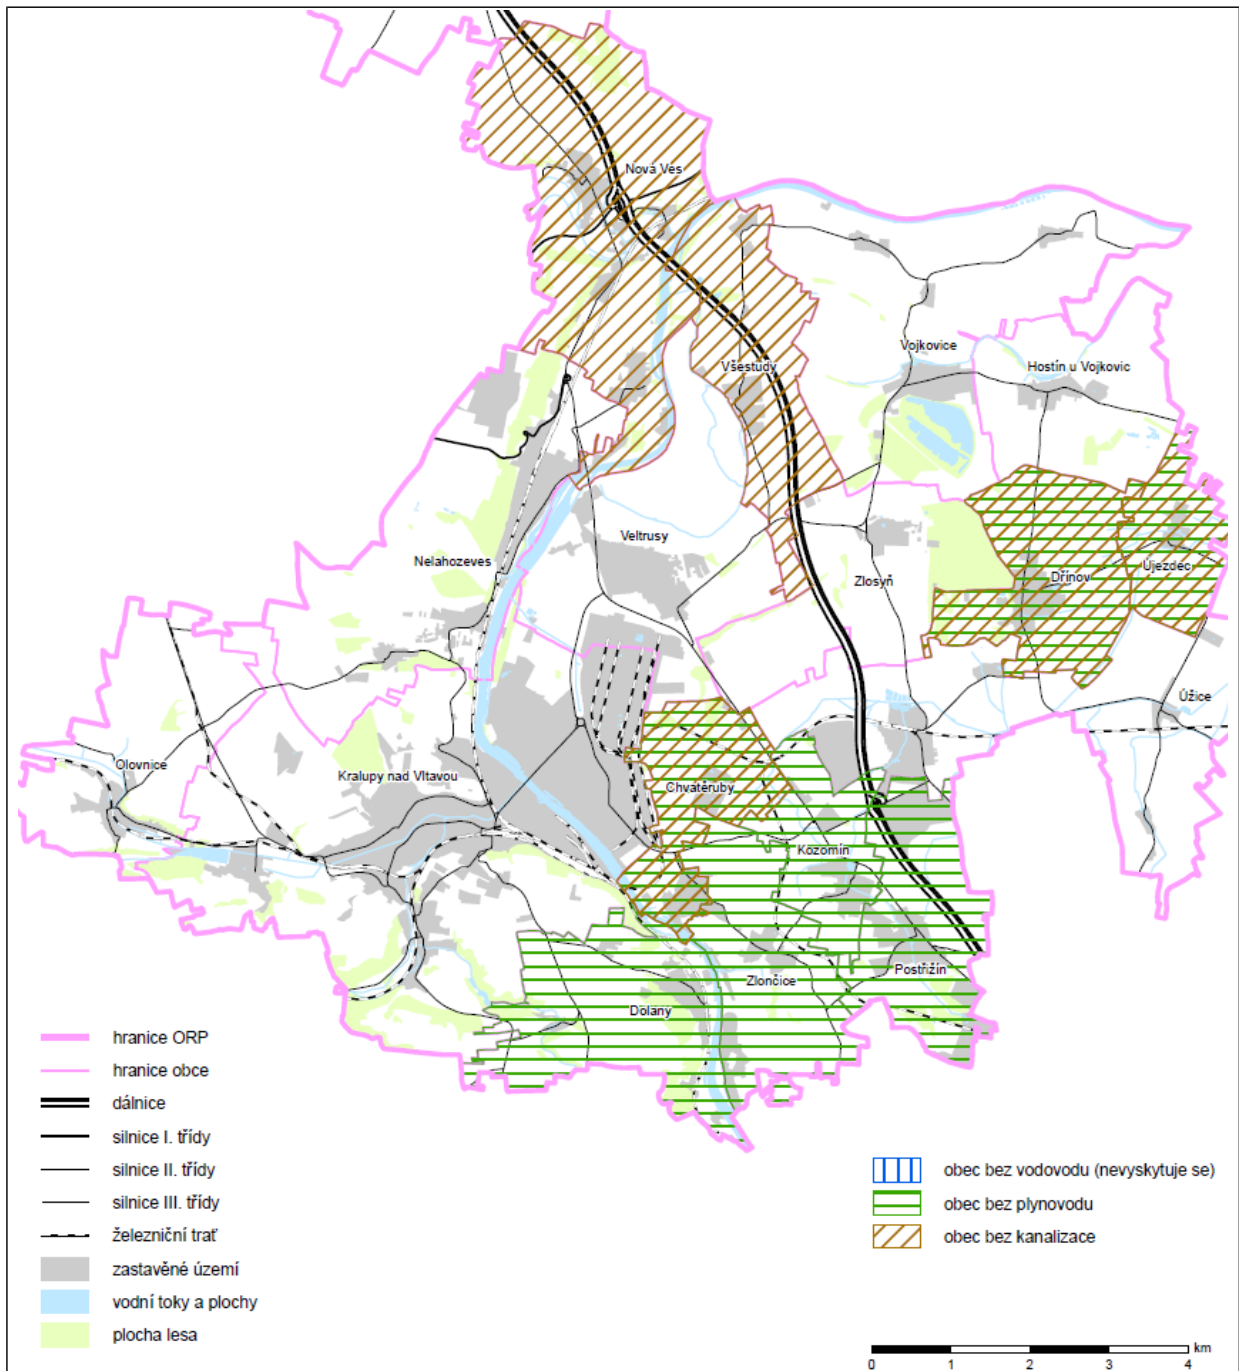 Nová Ves
Vojkovice
Hostín u Vojkovic
Všestudy
Veltrusy
Nelahozeves
Zlosyň
Dřínov
Újezdec
Úžice
Olovnice
Kralupy nad Vltavou
Chvatěruby
Kozomín
Postřižín
Zlončice
Dolany
hranice ORP
hranice obce
dálnice
silnice I. třídy
silnice II. třídy
silnice III. třídy
železniční trať
zastavěné území
vodní toky a plochy
plocha lesa
obec bez vodovodu (nevyskytuje se)
obec bez plynovodu
obec bez kanalizace
km
0 1 2 3 4